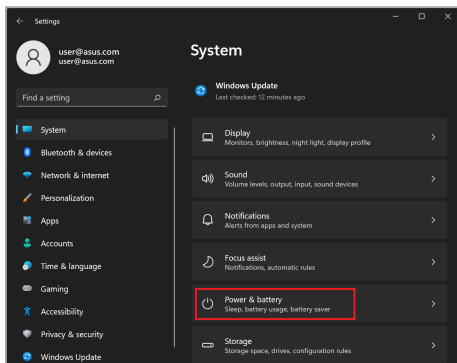 Settings
user@asus.com
user@asus.com
Find a setting
System
Bluetooth & devices
Network & internet
Personalization
Apps
Accounts
Time & language
Gaming
Accessibility
Privacy & security
Windows Update
System
Windows Update
Last checked: 12 minutes ago
Display
Monitors, brightness, night light, display profile
Sound
Volume levels, output, input, sound devices
Notifications
Alerts from apps and system
Focus assist
Notifications, automatic rules
Power & battery
Sleep, battery usage, battery saver
Storage
Storage space, drives, configuration rules